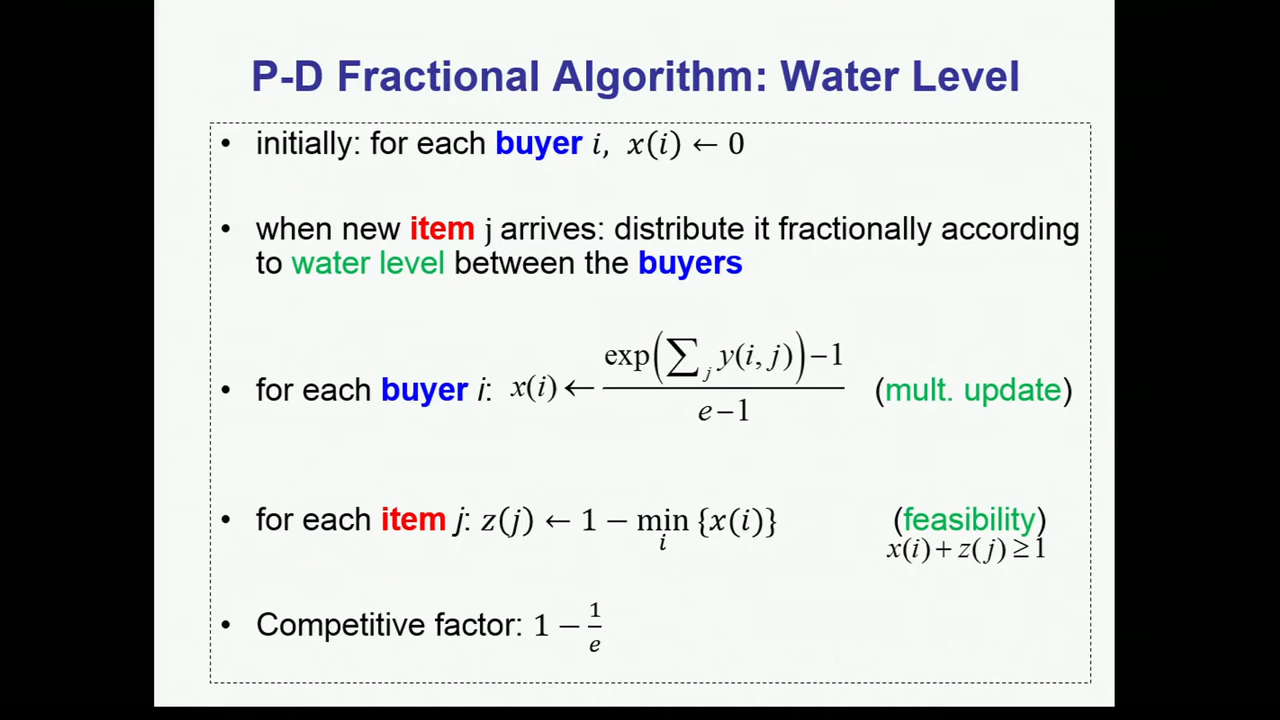 P-D Fractional Algorithm: Water Level
• initially: for each buyer i, x(i) ← 0
• when new item j arrives: distribute it fractionally according
to water level between the buyers
• for each buyer i: x(i) ← (exp(∑_j y(i, j)) − 1) / (e − 1) (mult. update)
• for each item j: z(j) ← 1 − min_i {x(i)} (feasibility)
x(i) + z(j) ≥ 1
• Competitive factor: 1 − 1/e